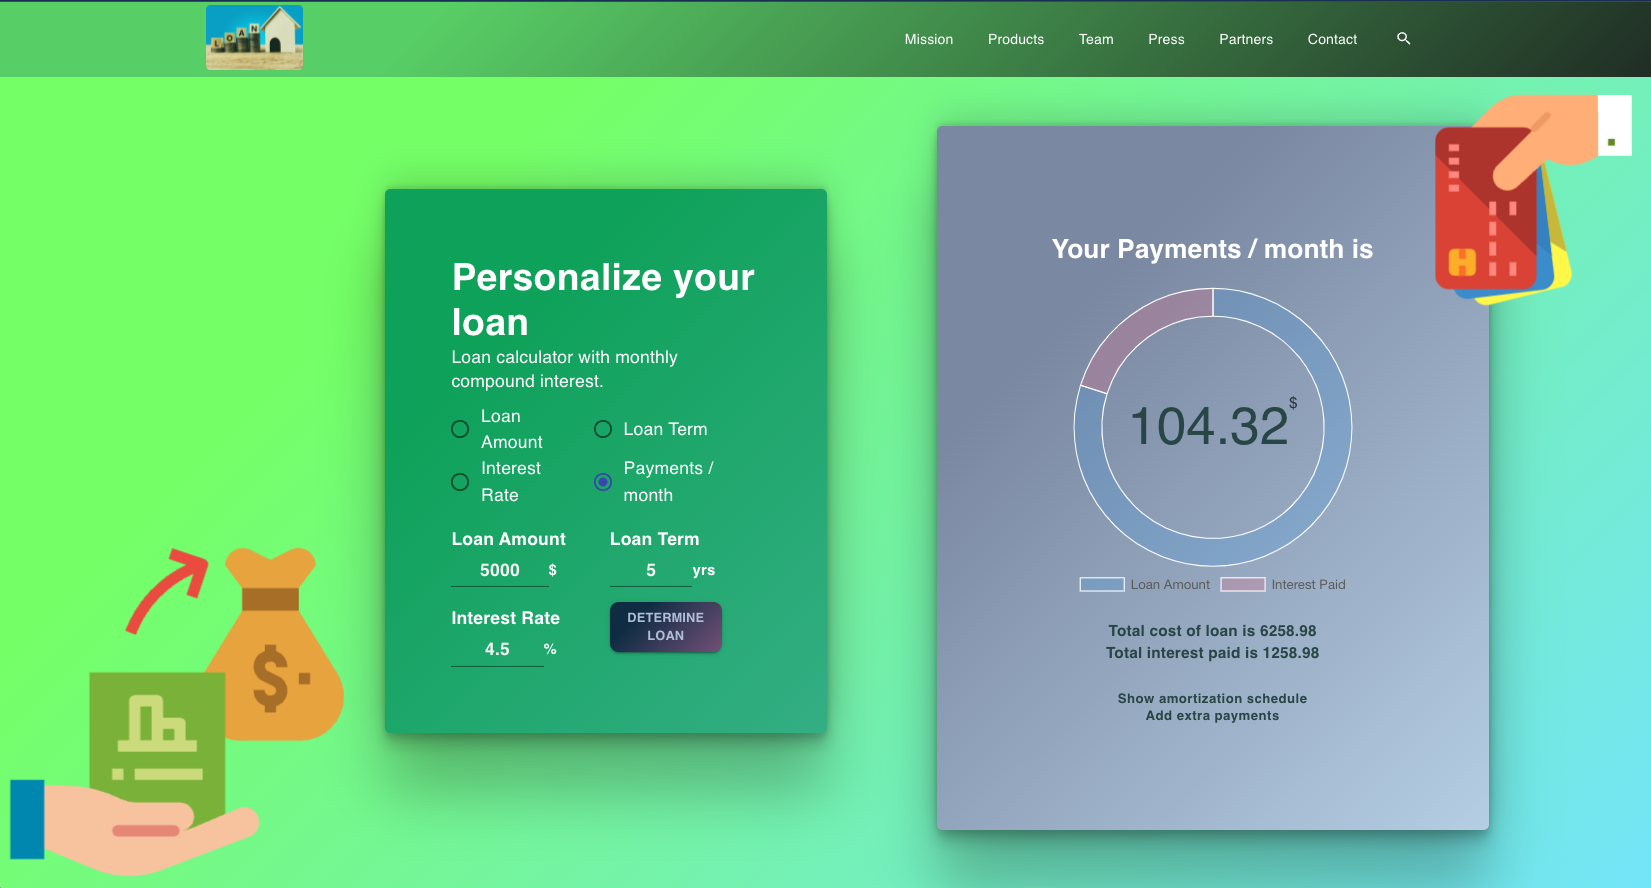 LOAN
Mission Products Team Press Partners Contact
Personalize your
loan
Loan calculator with monthly
compound interest.
Loan
Amount
Loan Term
Interest
Rate
Payments /
month
Loan Amount Loan Term
5000 $ 5 yrs
Interest Rate
4.5 %
DETERMINE
LOAN
Your Payments / month is
104.32 $
Loan Amount Interest Paid
Total cost of loan is 6258.98
Total interest paid is 1258.98
Show amortization schedule
Add extra payments
$